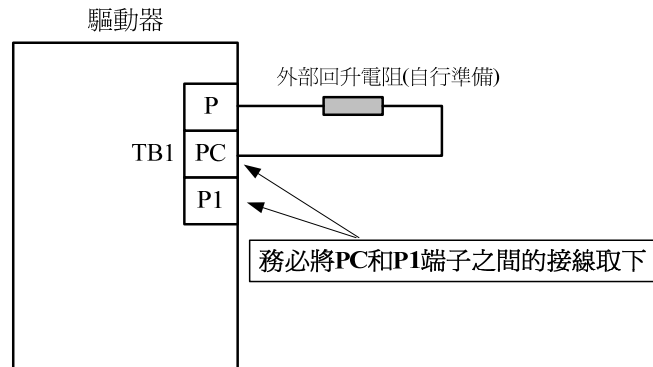 驅動器
外部回升電阻(自行準備)
P
TB1 PC
P1
務必將PC和P1端子之間的接線取下